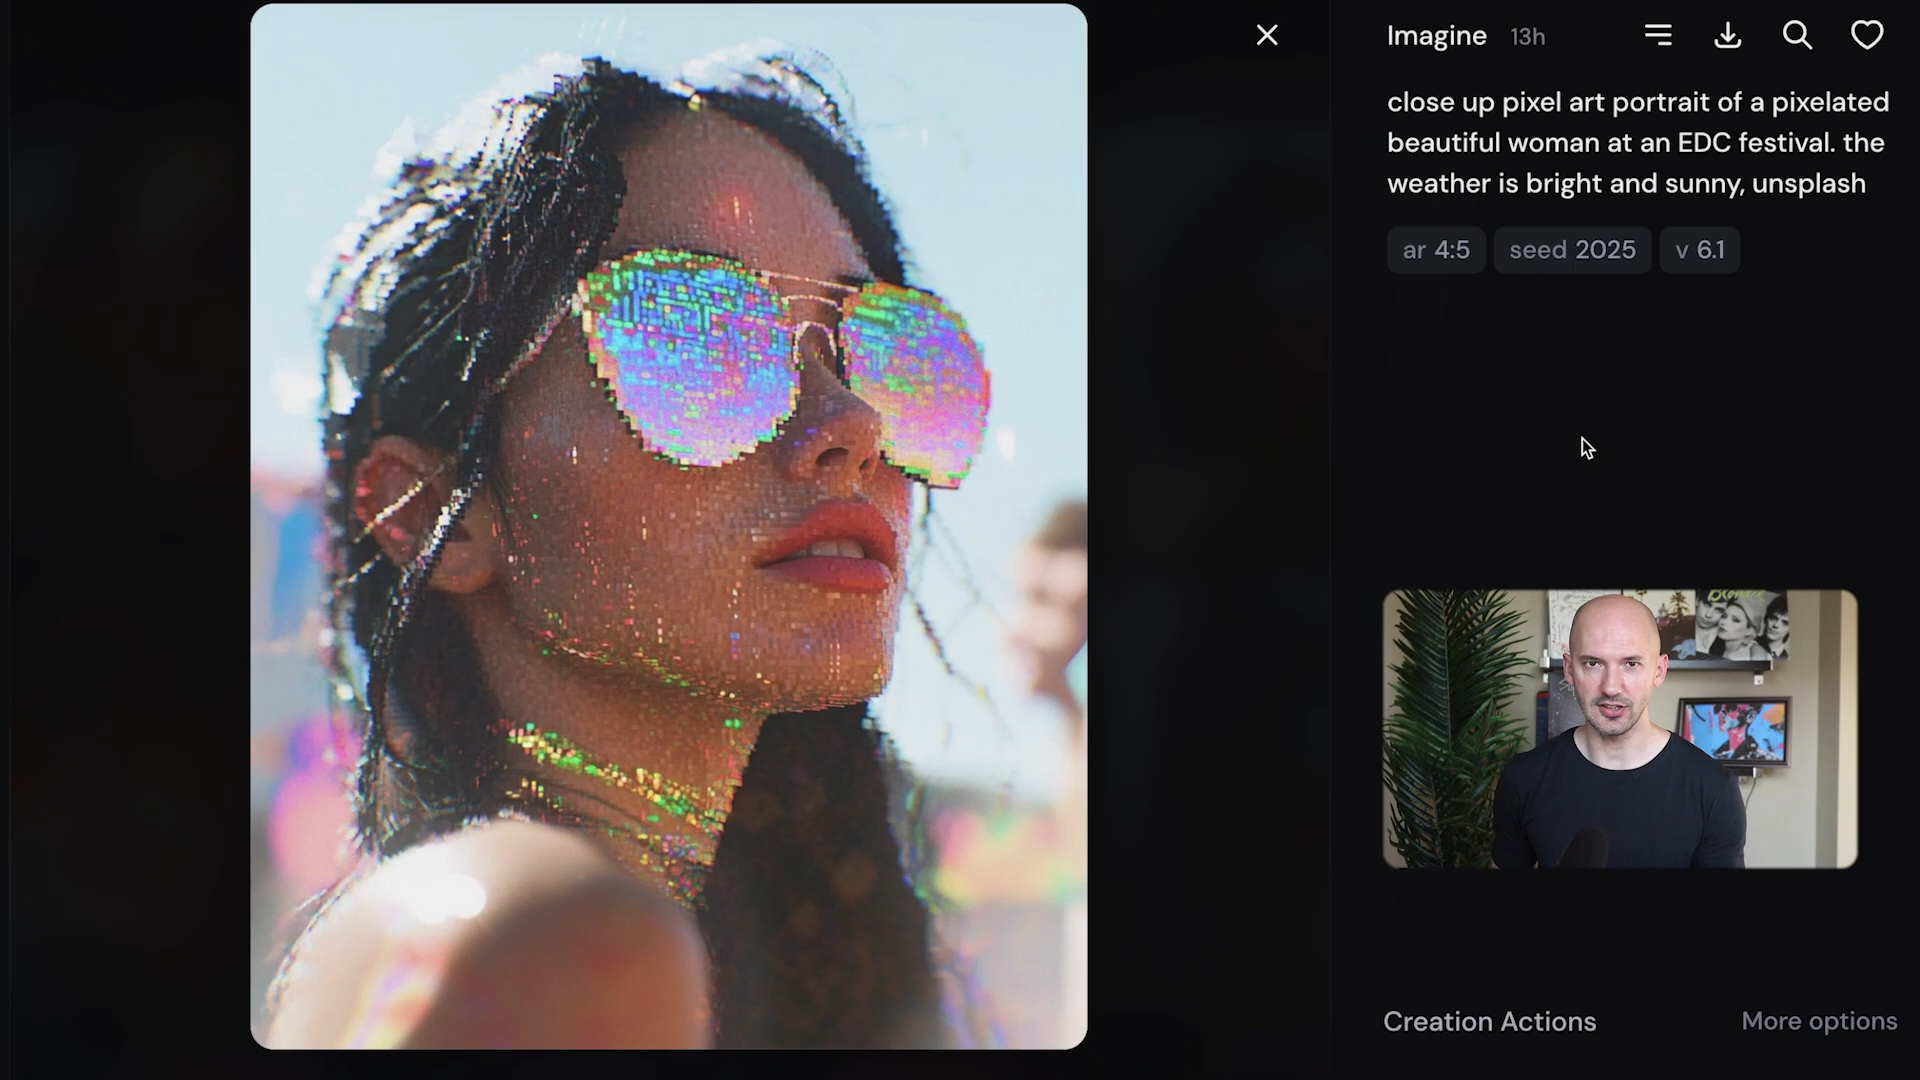 Imagine 13h
close up pixel art portrait of a pixelated
beautiful woman at an EDC festival. the
weather is bright and sunny, unsplash
ar 4:5 seed 2025 v 6.1
Blondie
Creation Actions More options